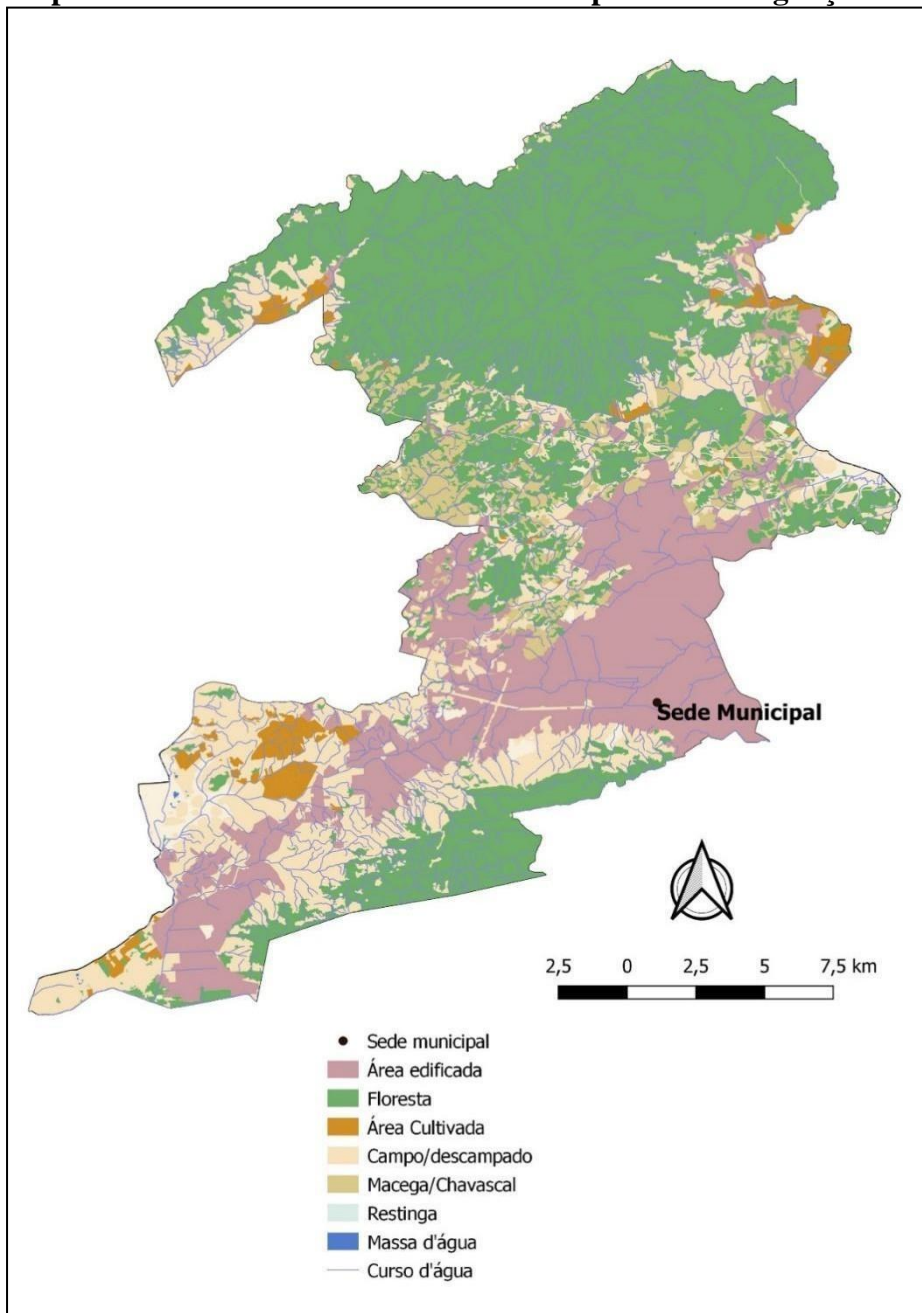 Sede Municipal
2,5 0 2,5 5 7,5 km
Sede municipal
Área edificada
Floresta
Área Cultivada
Campo/descampado
Macega/Chavascal
Restinga
Massa d'água
Curso d'água